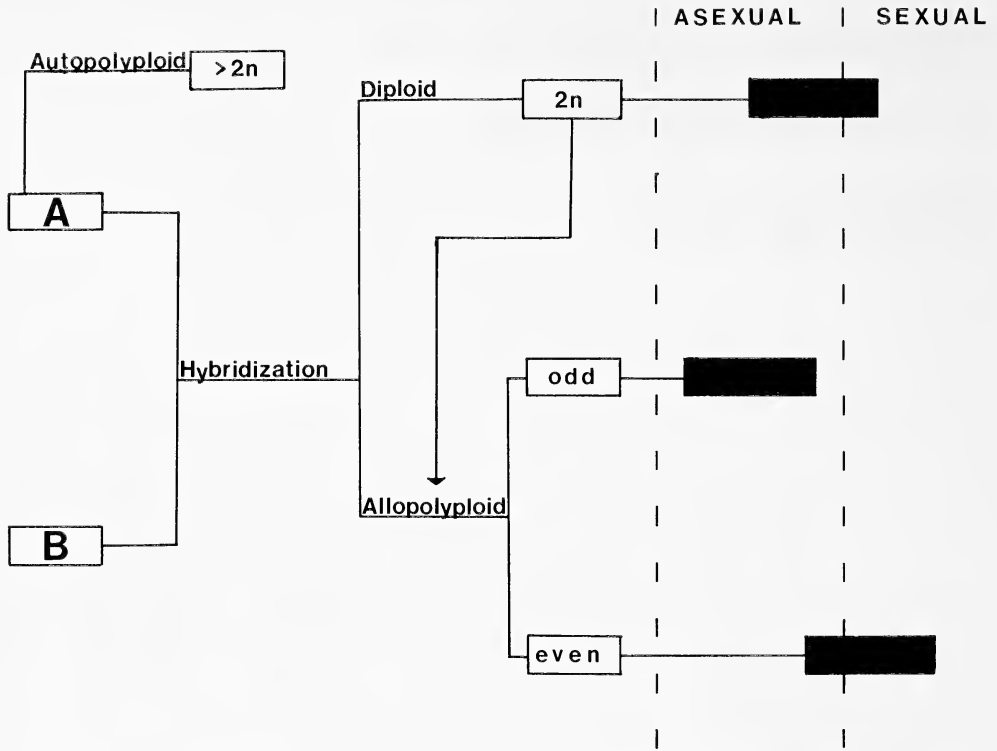 ASEXUAL
SEXUAL
Autopolyploid
>2n
Diploid
2n
A
Hybridization
odd
Allopolyploid
B
even